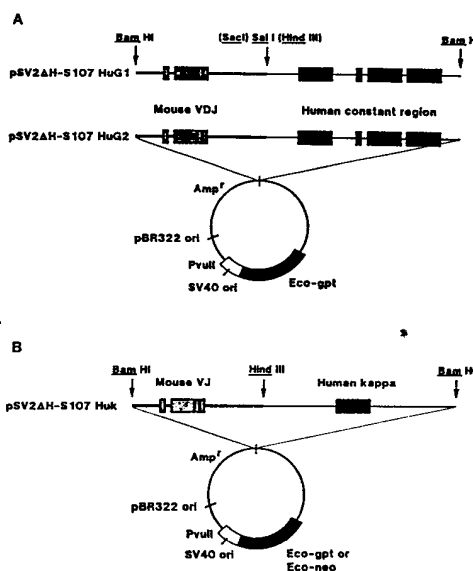 A
Bam HI
(SacI) Sal I (Hind III)
Bam H
pSV2ΔH-S107 HuG1
Mouse VDJ
Human constant region
pSV2ΔH-S107 HuG2
Ampr
pBR322 ori
PvuII
SV40 ori
Eco-gpt
B
Bam HI
Mouse VJ
Hind III
Human kappa
Bam H
pSV2ΔH-S107 Huk
Ampr
pBR322 ori
PvuII
SV40 ori
Eco-gpt or
Eco-neo